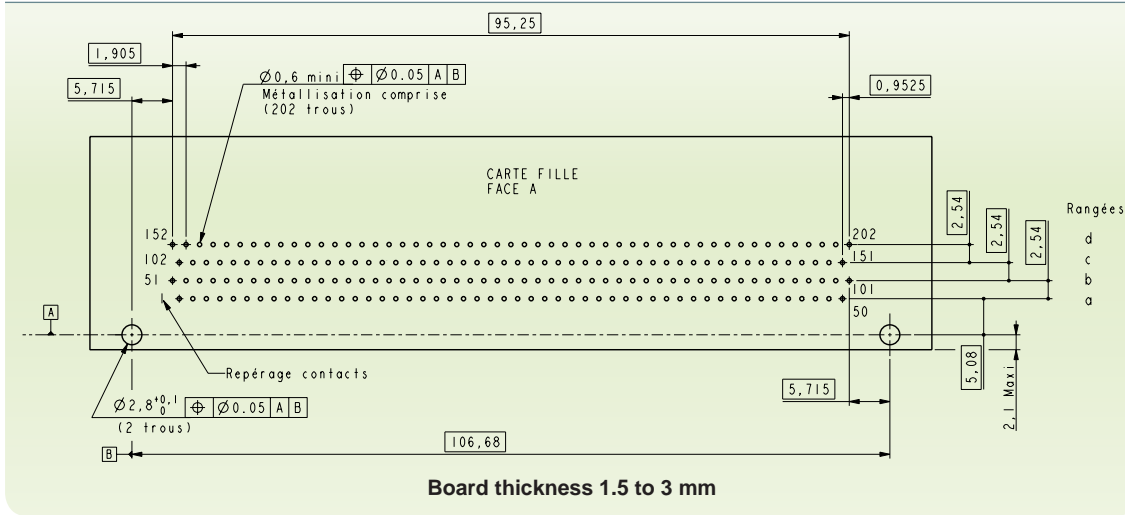 95,25
1,905
5,715
Ø0,6 mini ⌖ Ø0.05 A B
Métallisation comprise
(202 trous)
0,9525
CARTE FILLE
FACE A
2,54
2,54
2,54
Rangées
152
202
d
102
151
c
51
101
b
1
50
a
A
Repérage contacts
5,08
2,1 Maxi
5,715
Ø2,8 +0,1 0 ⌖ Ø0.05 A B
(2 trous)
106,68
B
Board thickness 1.5 to 3 mm